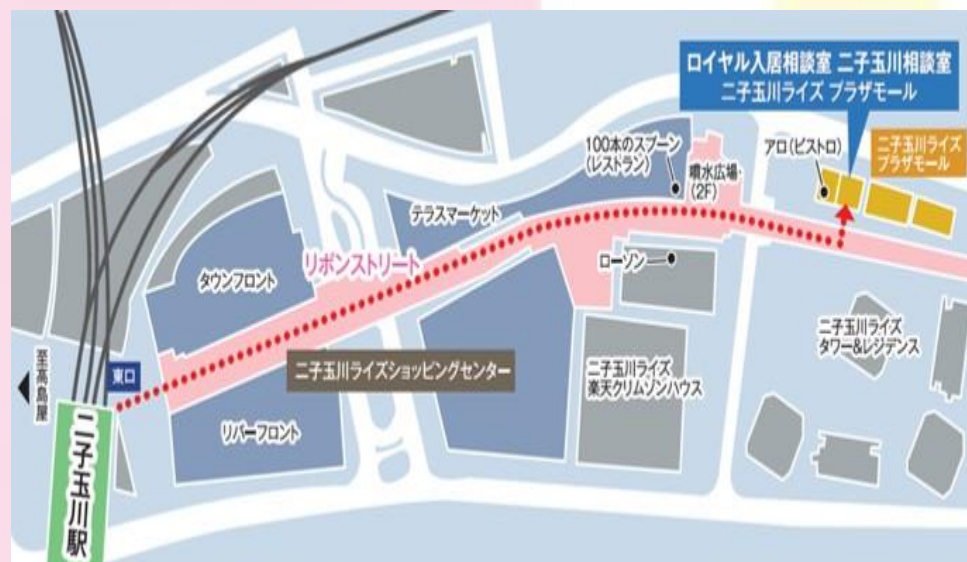 ロイヤル入居相談室 二子玉川相談室
二子玉川ライズ プラザモール
100本のスプーン
(レストラン)
噴水広場・
(2F)
アロ(ビストロ)
二子玉川ライズ
プラザモール
テラスマーケット
リボンストリート
タウンフロント
ローソン
二子玉川ライズ
タワー&レジデンス
至高島屋
東口
二子玉川ライズショッピングセンター
二子玉川ライズ
楽天クリムゾンハウス
リバーフロント
二子玉川駅